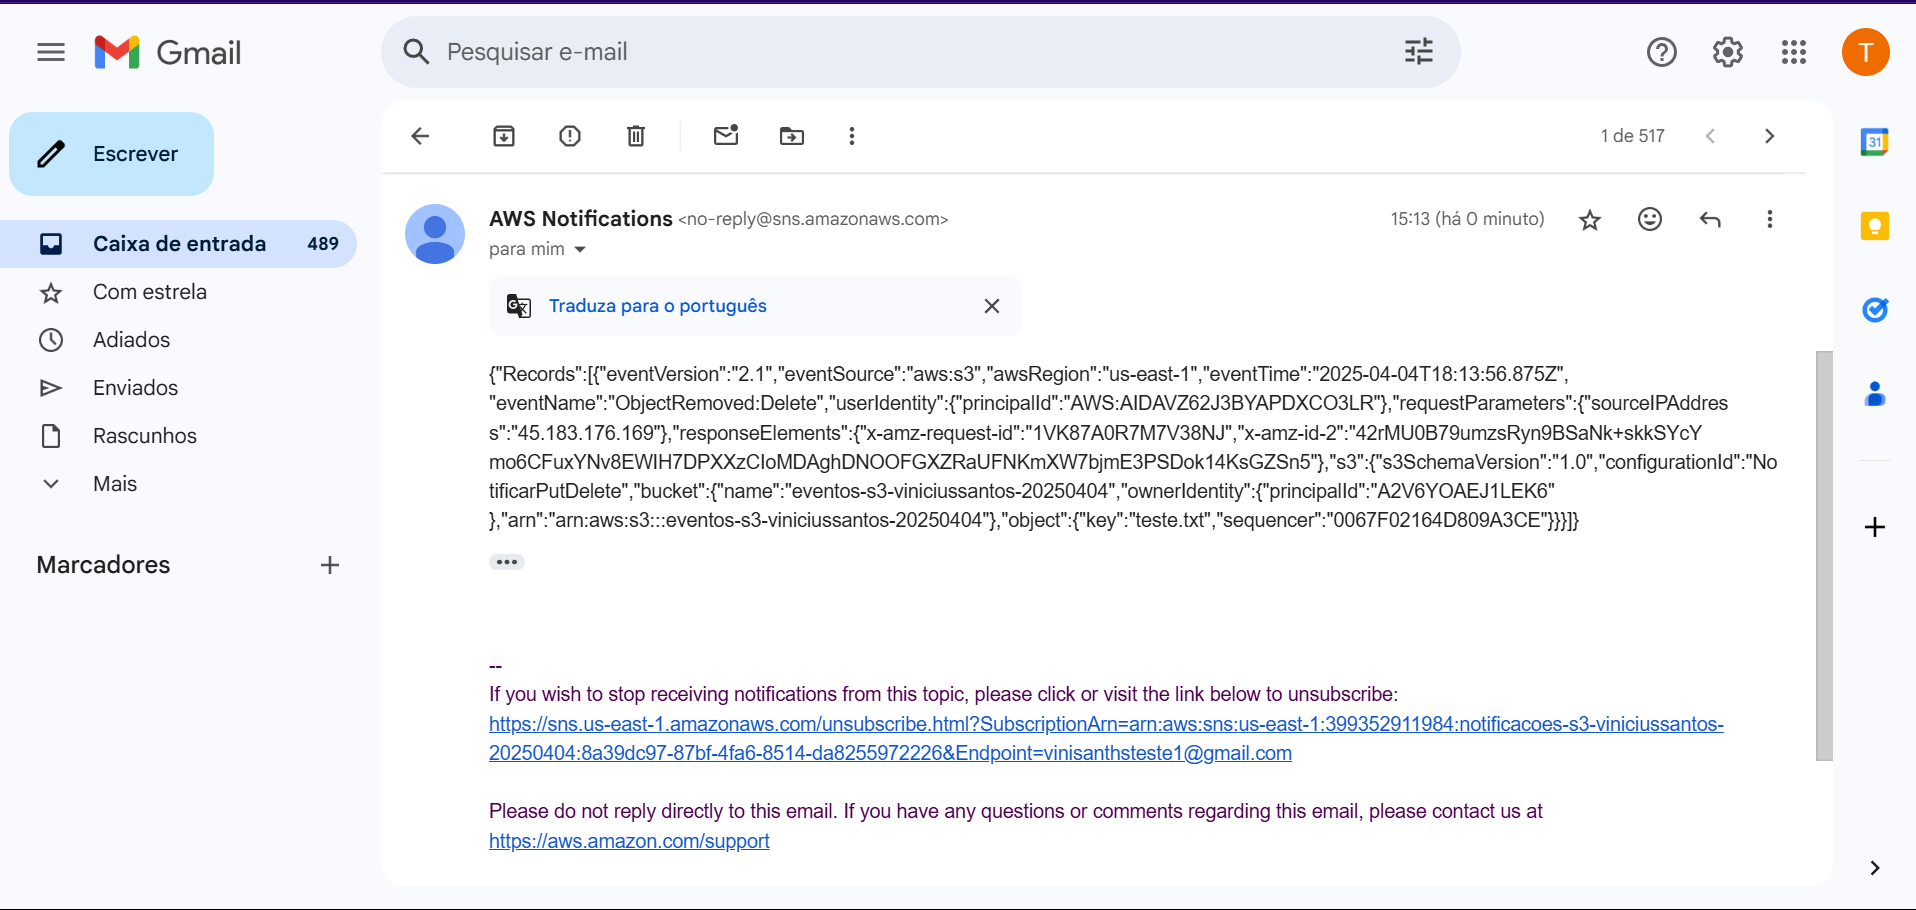 Gmail
Pesquisar e-mail
T
Escrever
1 de 517
31
Caixa de entrada 489
Com estrela
Adiados
Enviados
Rascunhos
Mais
Marcadores
AWS Notifications <no-reply@sns.amazonaws.com>
15:13 (há 0 minuto)
para mim
Traduza para o português
{"Records":[{"eventVersion":"2.1","eventSource":"aws:s3","awsRegion":"us-east-1","eventTime":"2025-04-04T18:13:56.875Z",
"eventName":"ObjectRemoved:Delete","userIdentity":{"principalId":"AWS:AIDAVZ62J3BYAPDXCO3LR"},"requestParameters":{"sourceIPAddres
s":"45.183.176.169"},"responseElements":{"x-amz-request-id":"1VK87A0R7M7V38NJ","x-amz-id-2":"42rMU0B79umzsRyn9BSaNk+skkSYcY
mo6CFuxYNv8EWIH7DPXXzCIoMDAghDNOOFGXZRaUFNKmXW7bjmE3PSDok14KsGZSn5"},"s3":{"s3SchemaVersion":"1.0","configurationId":"No
tificarPutDelete","bucket":{"name":"eventos-s3-viniciussantos-20250404","ownerIdentity":{"principalId":"A2V6YOAEJ1LEK6"
},"arn":"arn:aws:s3:::eventos-s3-viniciussantos-20250404"},"object":{"key":"teste.txt","sequencer":"0067F02164D809A3CE"}}}]}
--
If you wish to stop receiving notifications from this topic, please click or visit the link below to unsubscribe:
https://sns.us-east-1.amazonaws.com/unsubscribe.html?SubscriptionArn=arn:aws:sns:us-east-1:399352911984:notificacoes-s3-viniciussantos-
20250404:8a39dc97-87bf-4fa6-8514-da8255972226&Endpoint=vinisanthsteste1@gmail.com
Please do not reply directly to this email. If you have any questions or comments regarding this email, please contact us at
https://aws.amazon.com/support